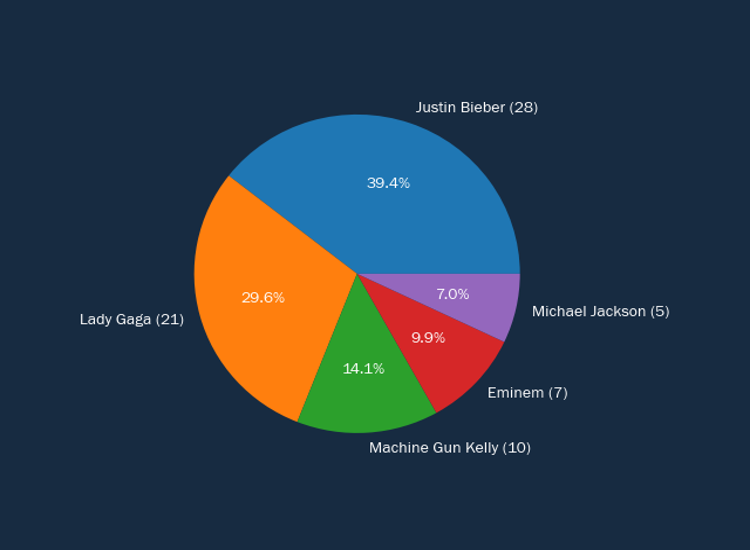 Justin Bieber (28)
39.4%
29.6%
7.0%
Michael Jackson (5)
Lady Gaga (21)
9.9%
14.1%
Eminem (7)
Machine Gun Kelly (10)